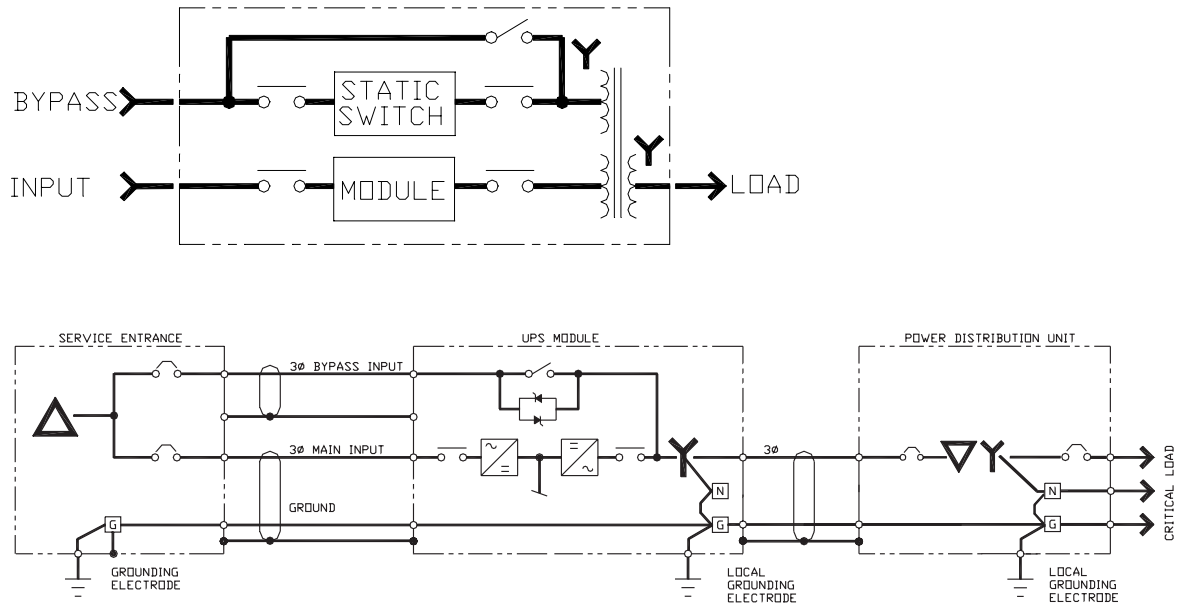 BYPASS
STATIC
SWITCH
INPUT
MODULE
LOAD
SERVICE ENTRANCE
UPS MODULE
POWER DISTRIBUTION UNIT
3Ø BYPASS INPUT
3Ø MAIN INPUT
3Ø
N
N
GROUND
G
G
G
CRITICAL LOAD
GROUNDING
ELECTRODE
LOCAL
GROUNDING
ELECTRODE
LOCAL
GROUNDING
ELECTRODE